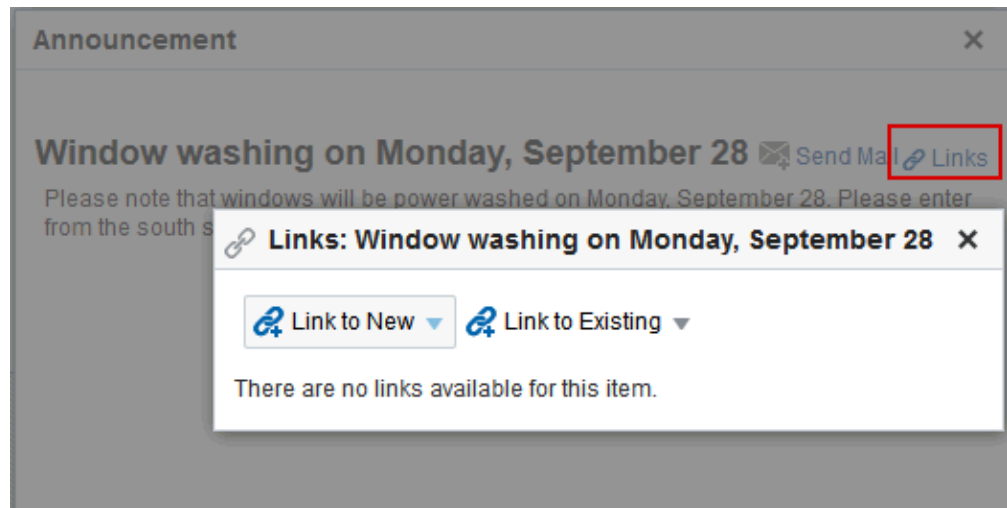 Announcement
Window washing on Monday, September 28 Send Mail Links
Please note that windows will be power washed on Monday, September 28. Please enter
from the south s
Links: Window washing on Monday, September 28
Link to New Link to Existing
There are no links available for this item.